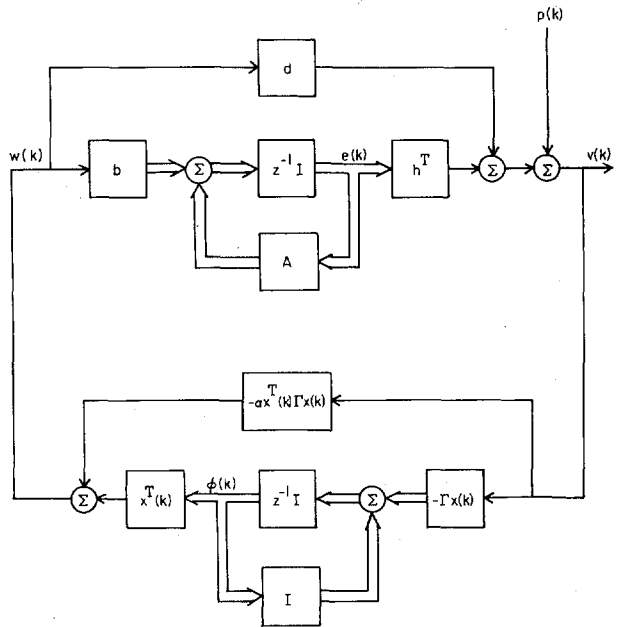 p(k)
d
w(k)
b
Σ
z⁻¹I
e(k)
hᵀ
Σ
Σ
v(k)
A
-αxᵀ(k)Γx(k)
Σ
xᵀ(k)
ϕ(k)
z⁻¹I
Σ
-Γx(k)
I